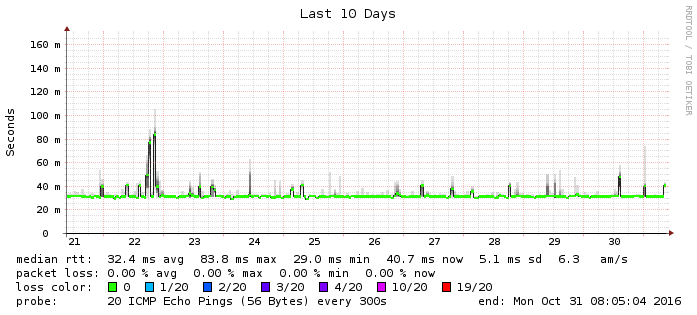 Last 10 Days
RRDTOOL / TOBI OETIKER
Seconds
160 m
140 m
120 m
100 m
80 m
60 m
40 m
20 m
0
21 22 23 24 25 26 27 28 29 30
median rtt: 32.4 ms avg 83.8 ms max 29.0 ms min 40.7 ms now 5.1 ms sd 6.3 am/s
packet loss: 0.00 % avg 0.00 % max 0.00 % min 0.00 % now
loss color: 0 1/20 2/20 3/20 4/20 10/20 19/20
probe: 20 ICMP Echo Pings (56 Bytes) every 300s end: Mon Oct 31 08:05:04 2016